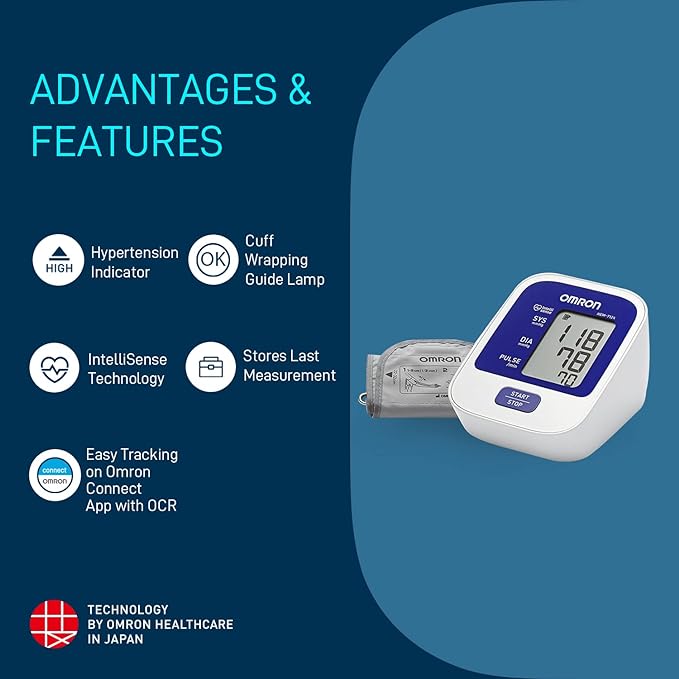 ADVANTAGES &
FEATURES
HIGH
Hypertension
Indicator
OK
Cuff
Wrapping
Guide Lamp
IntelliSense
Technology
Stores Last
Measurement
connect
OMRON
Easy Tracking
on Omron
Connect
App with OCR
OMRON
OMRON
SYS
mmHg
DIA
mmHg
PULSE
/min
118
78
70
START
STOP
TECHNOLOGY
BY OMRON HEALTHCARE
IN JAPAN